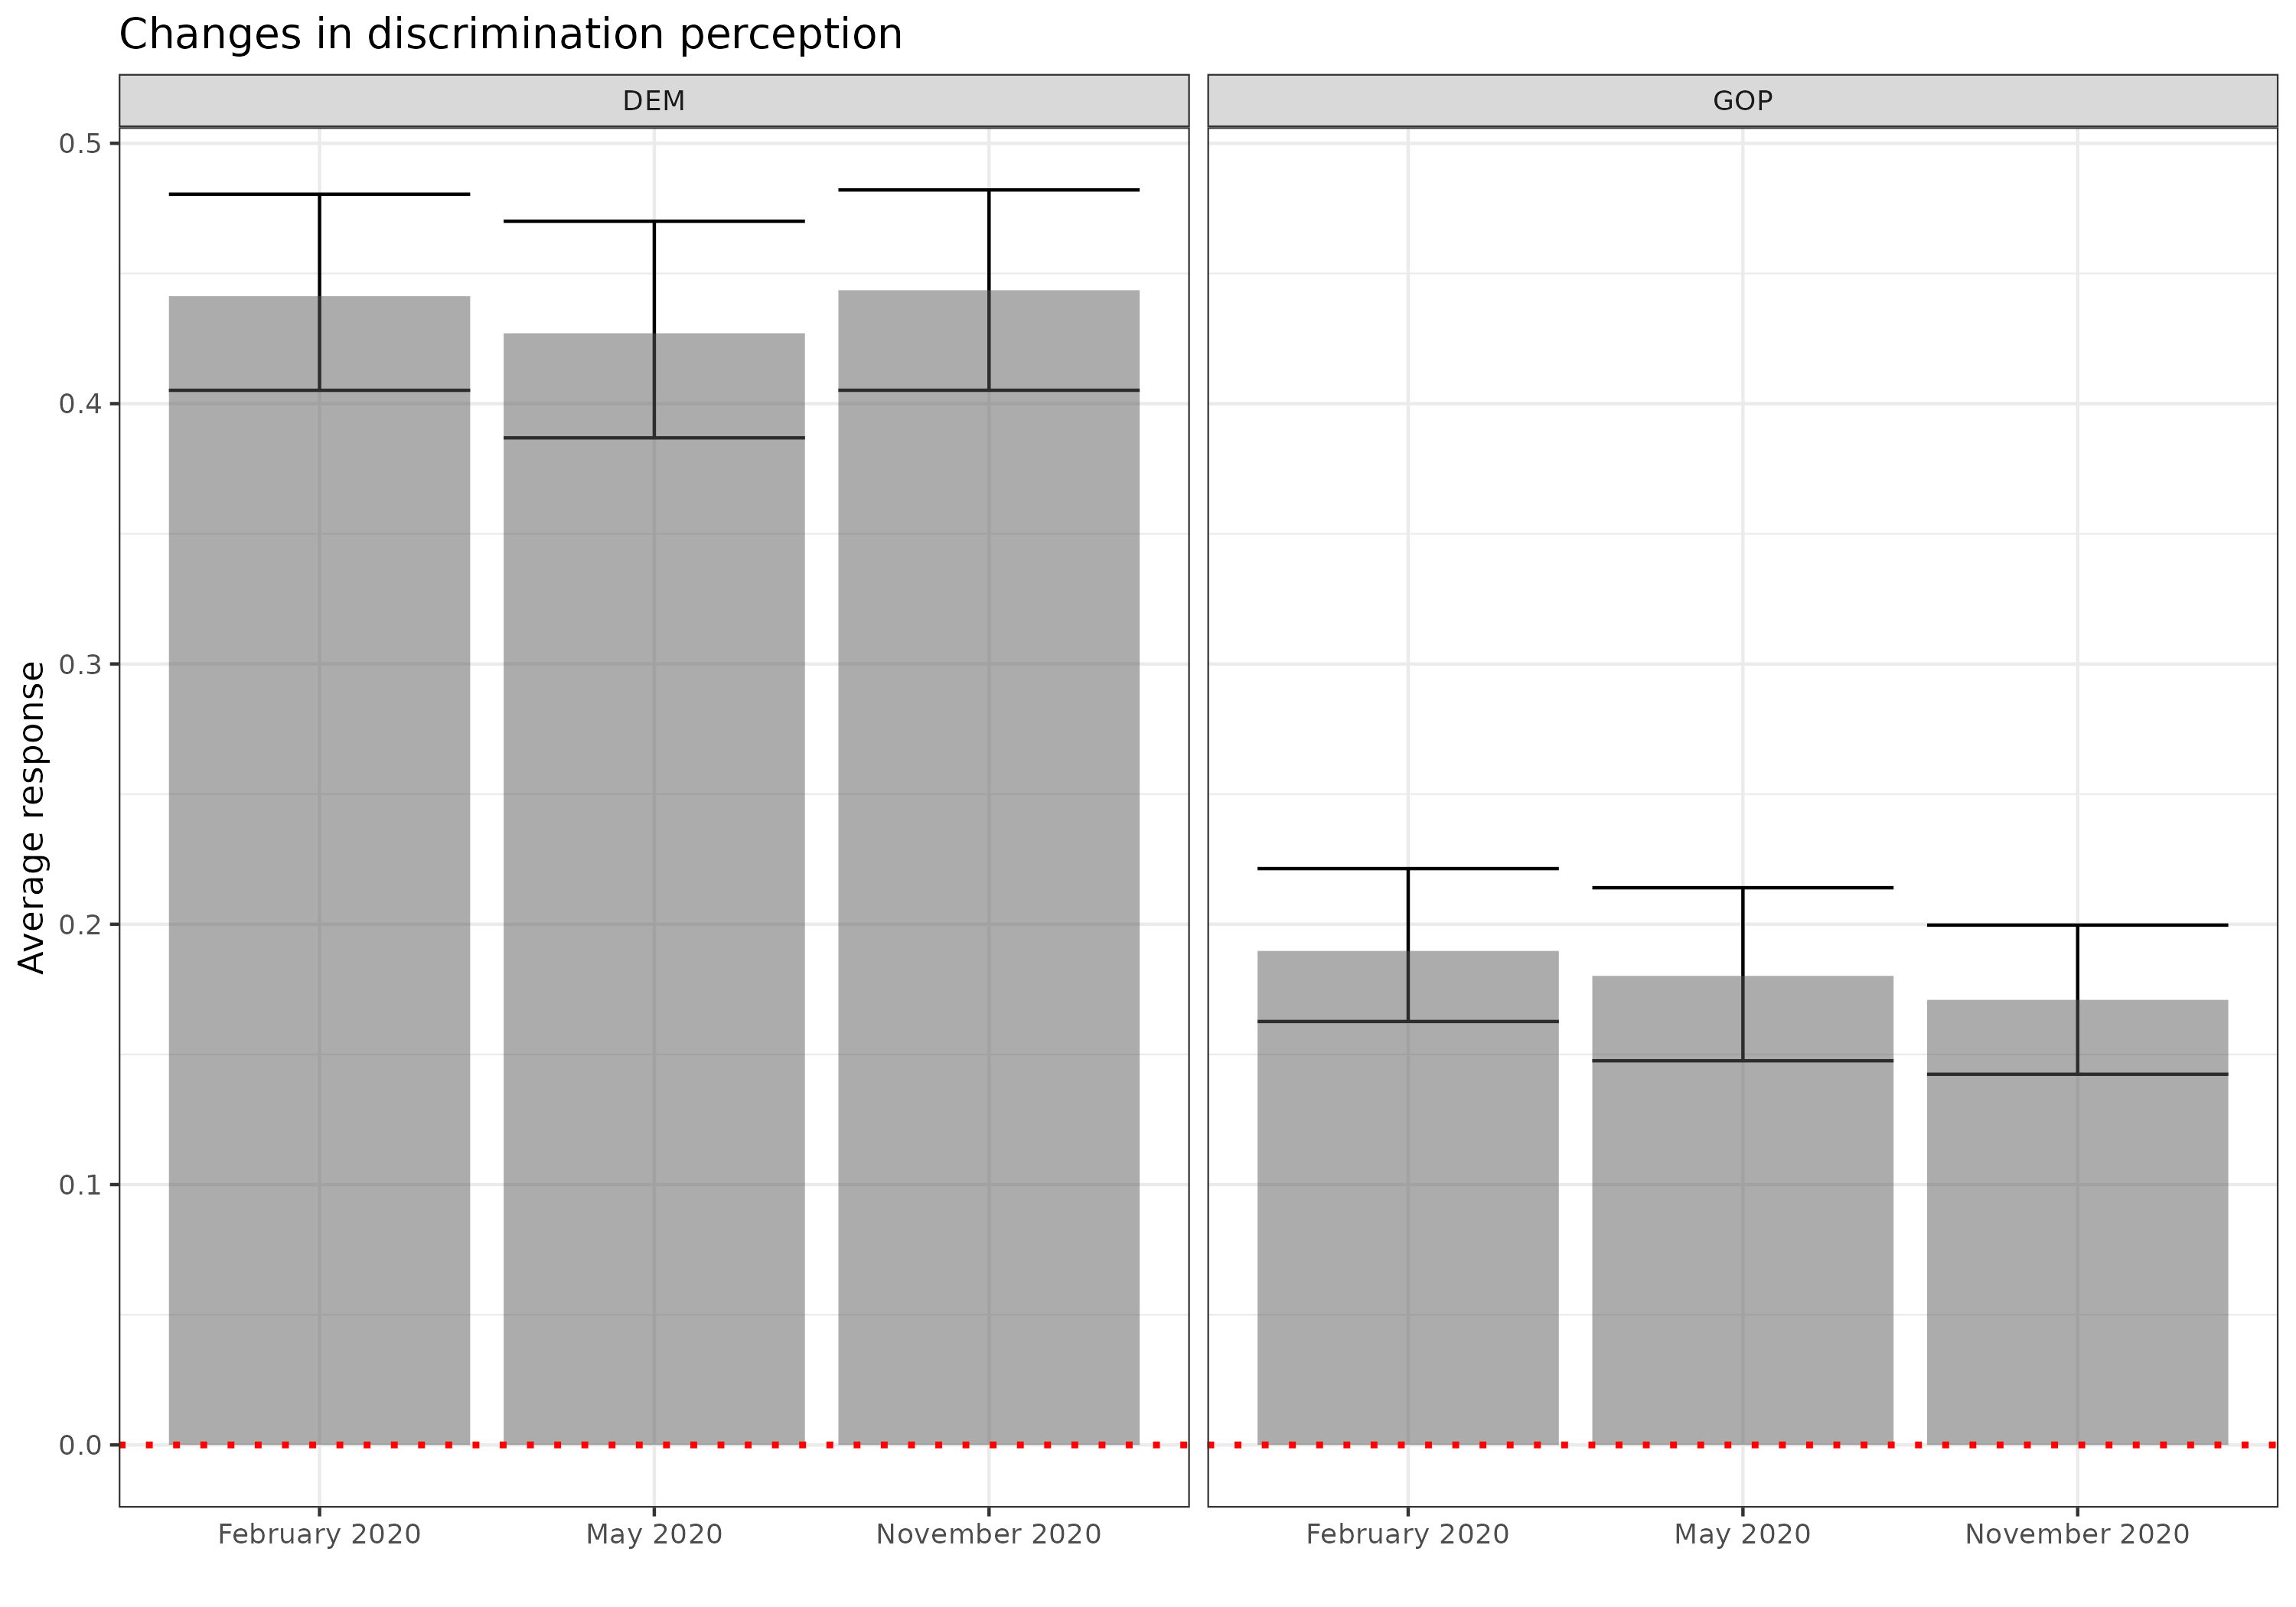 Changes in discrimination perception
DEM
GOP
Average response
0.5
0.4
0.3
0.2
0.1
0.0
February 2020
May 2020
November 2020
February 2020
May 2020
November 2020